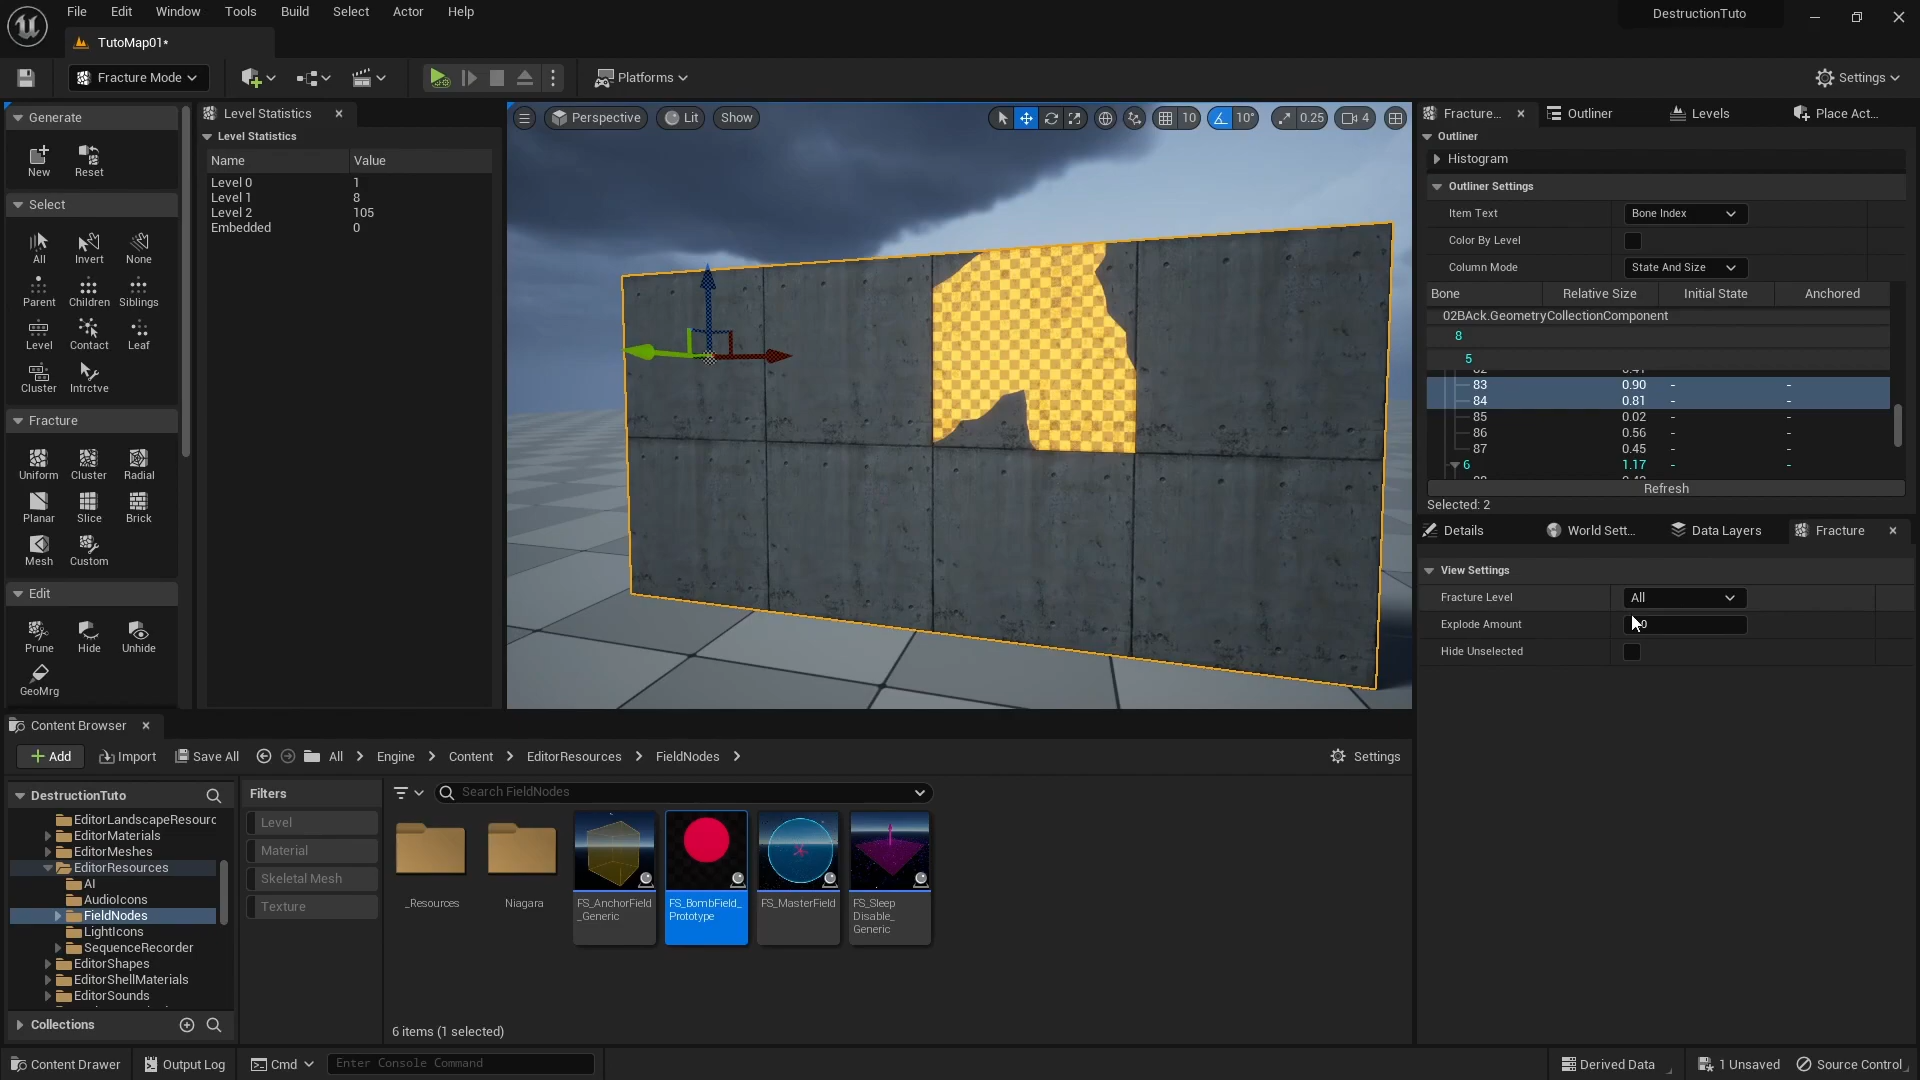 File Edit Window Tools Build Select Actor Help
DestructionTuto
TutoMap01*
Fracture Mode
Platforms
Settings
Generate
New Reset
Select
All Invert None
Parent Children Siblings
Level Contact Leaf
Cluster Intrctve
Fracture
Uniform Cluster Radial
Planar Slice Brick
Mesh Custom
Edit
Prune Hide Unhide
GeoMrg
Level Statistics
Level Statistics
Name Value
Level 0 1
Level 1 8
Level 2 105
Embedded 0
Perspective Lit Show
10 10° 0.25 4
Fracture... Outliner Levels Place Act...
Outliner
Histogram
Outliner Settings
Item Text Bone Index
Color By Level
Column Mode State And Size
Bone Relative Size Initial State Anchored
02BAck.GeometryCollectionComponent
8
5
83 0.90 - -
84 0.81 - -
85 0.02 - -
86 0.56 - -
87 0.45 - -
6 1.17 - -
Refresh
Selected: 2
Details World Sett... Data Layers Fracture
View Settings
Fracture Level All
Explode Amount
Hide Unselected
Content Browser
Add Import Save All All Engine Content EditorResources FieldNodes Settings
DestructionTuto
EditorLandscapeResourc
EditorMaterials
EditorMeshes
EditorResources
AI
AudioIcons
FieldNodes
LightIcons
SequenceRecorder
EditorShapes
EditorShellMaterials
EditorSounds
Collections
Filters
Level
Material
Skeletal Mesh
Texture
Search FieldNodes
_Resources
Niagara
FS_AnchorField
_Generic
FS_BombField_
Prototype
FS_MasterField
FS_Sleep
Disable_
Generic
6 items (1 selected)
Content Drawer Output Log Cmd Enter Console Command Derived Data 1 Unsaved Source Control